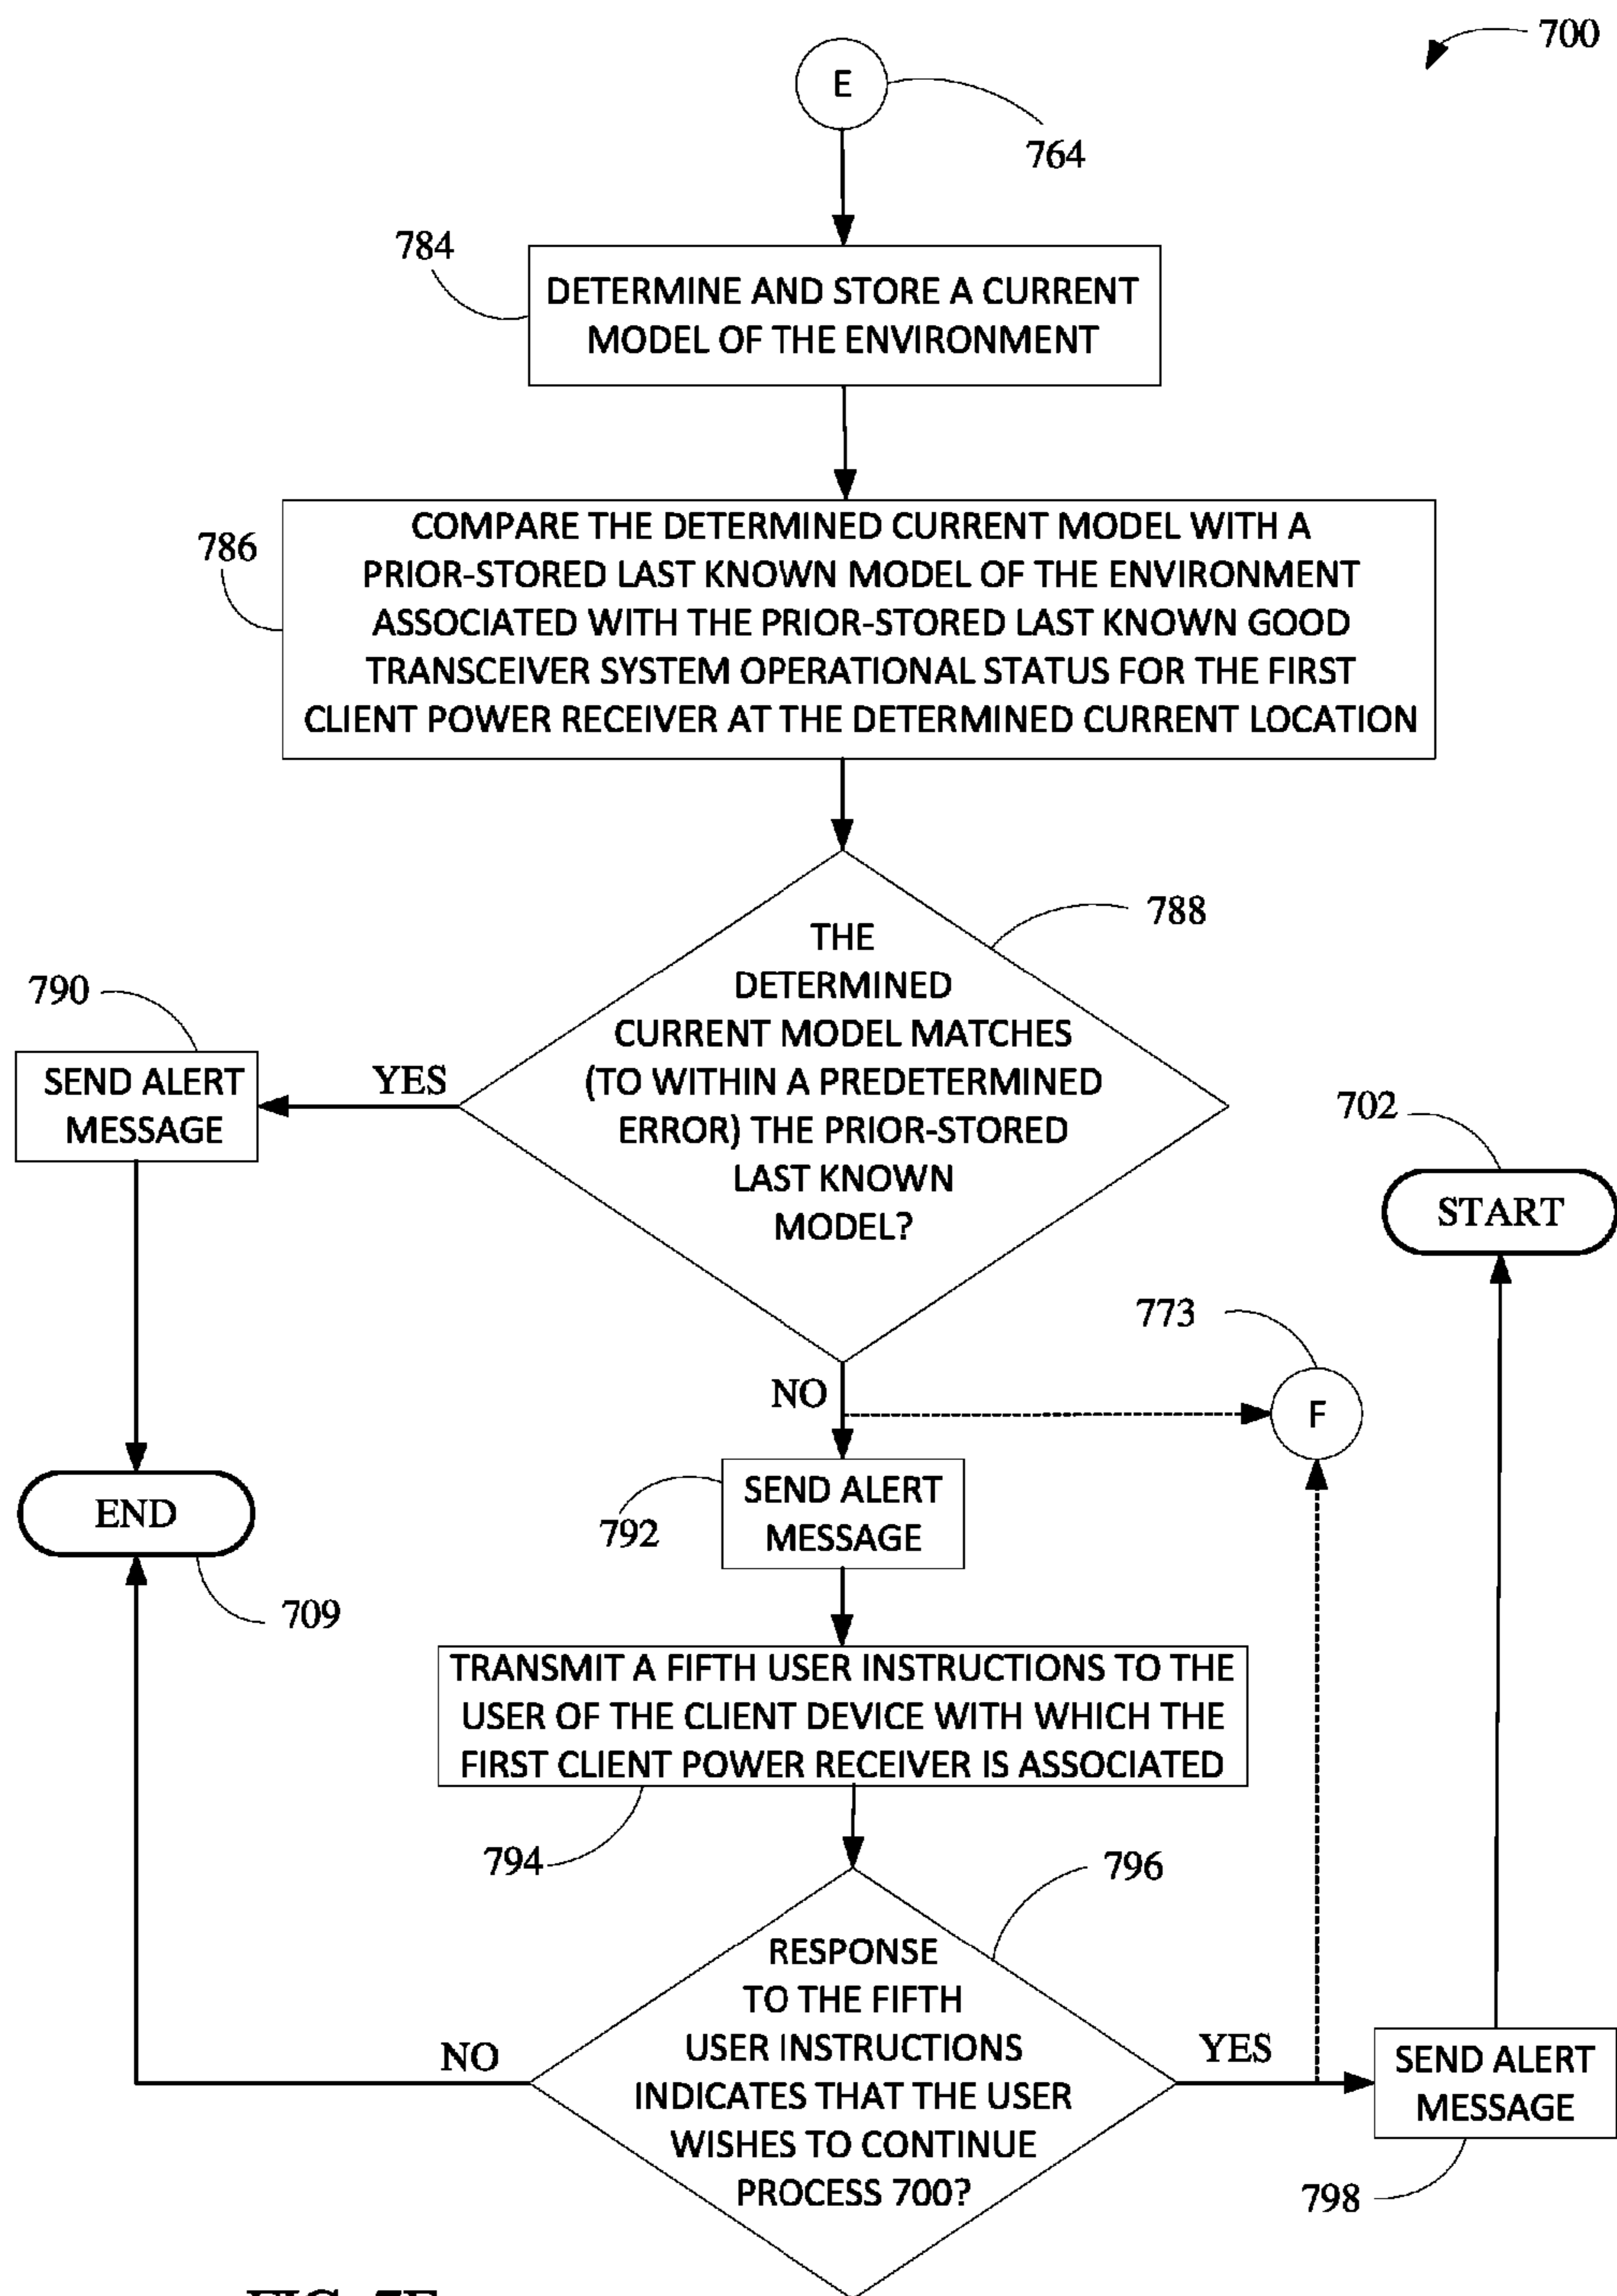 700
E
764
784
DETERMINE AND STORE A CURRENT
MODEL OF THE ENVIRONMENT
786
COMPARE THE DETERMINED CURRENT MODEL WITH A
PRIOR-STORED LAST KNOWN MODEL OF THE ENVIRONMENT
ASSOCIATED WITH THE PRIOR-STORED LAST KNOWN GOOD
TRANSCEIVER SYSTEM OPERATIONAL STATUS FOR THE FIRST
CLIENT POWER RECEIVER AT THE DETERMINED CURRENT LOCATION
788
THE
DETERMINED
CURRENT MODEL MATCHES
(TO WITHIN A PREDETERMINED
ERROR) THE PRIOR-STORED
LAST KNOWN
MODEL?
790
YES
SEND ALERT
MESSAGE
702
START
773
NO
F
SEND ALERT
MESSAGE
792
END
709
TRANSMIT A FIFTH USER INSTRUCTIONS TO THE
USER OF THE CLIENT DEVICE WITH WHICH THE
FIRST CLIENT POWER RECEIVER IS ASSOCIATED
794
796
RESPONSE
TO THE FIFTH
USER INSTRUCTIONS
INDICATES THAT THE USER
WISHES TO CONTINUE
PROCESS 700?
NO
YES
SEND ALERT
MESSAGE
798